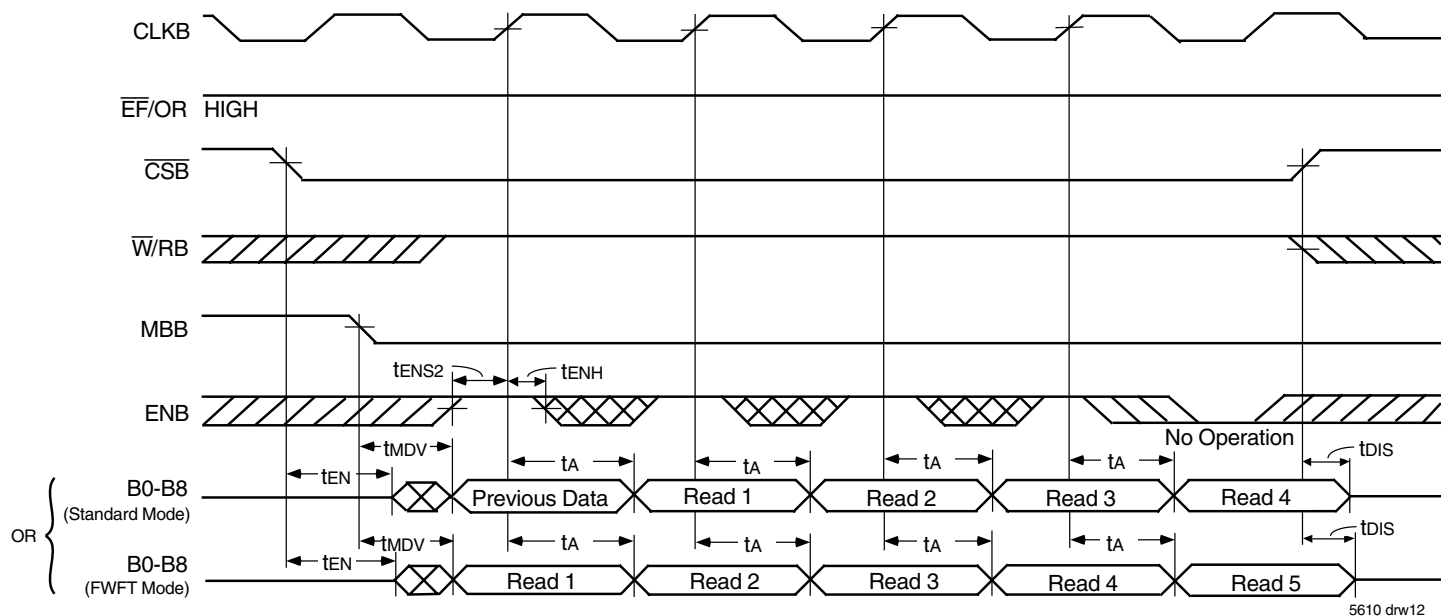 CLKB
EF/OR HIGH
CSB
W/RB
MBB
tENS2 tENH
ENB
No Operation
tMDV
tEN tA tA tA tA tDIS
B0-B8 Previous Data Read 1 Read 2 Read 3 Read 4
(Standard Mode)
OR
tMDV tA tA tA tA tDIS
tEN
B0-B8 Read 1 Read 2 Read 3 Read 4 Read 5
(FWFT Mode)
5610 drw12